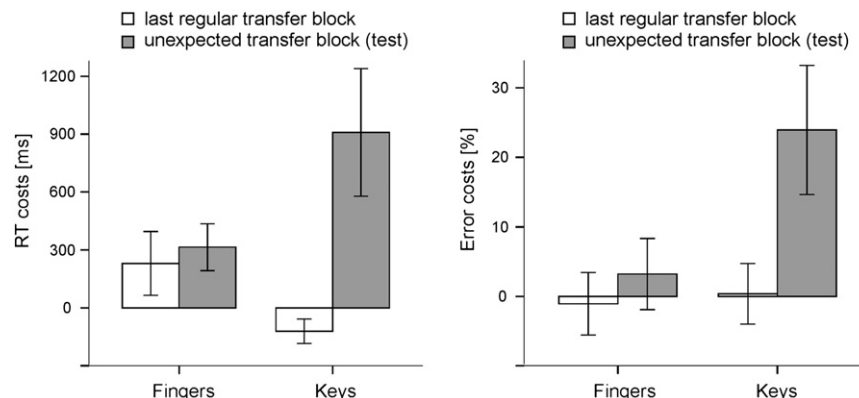 last regular transfer block
unexpected transfer block (test)
RT costs [ms]
1200
900
600
300
0
Fingers Keys
last regular transfer block
unexpected transfer block (test)
Error costs [%]
30
20
10
0
Fingers Keys